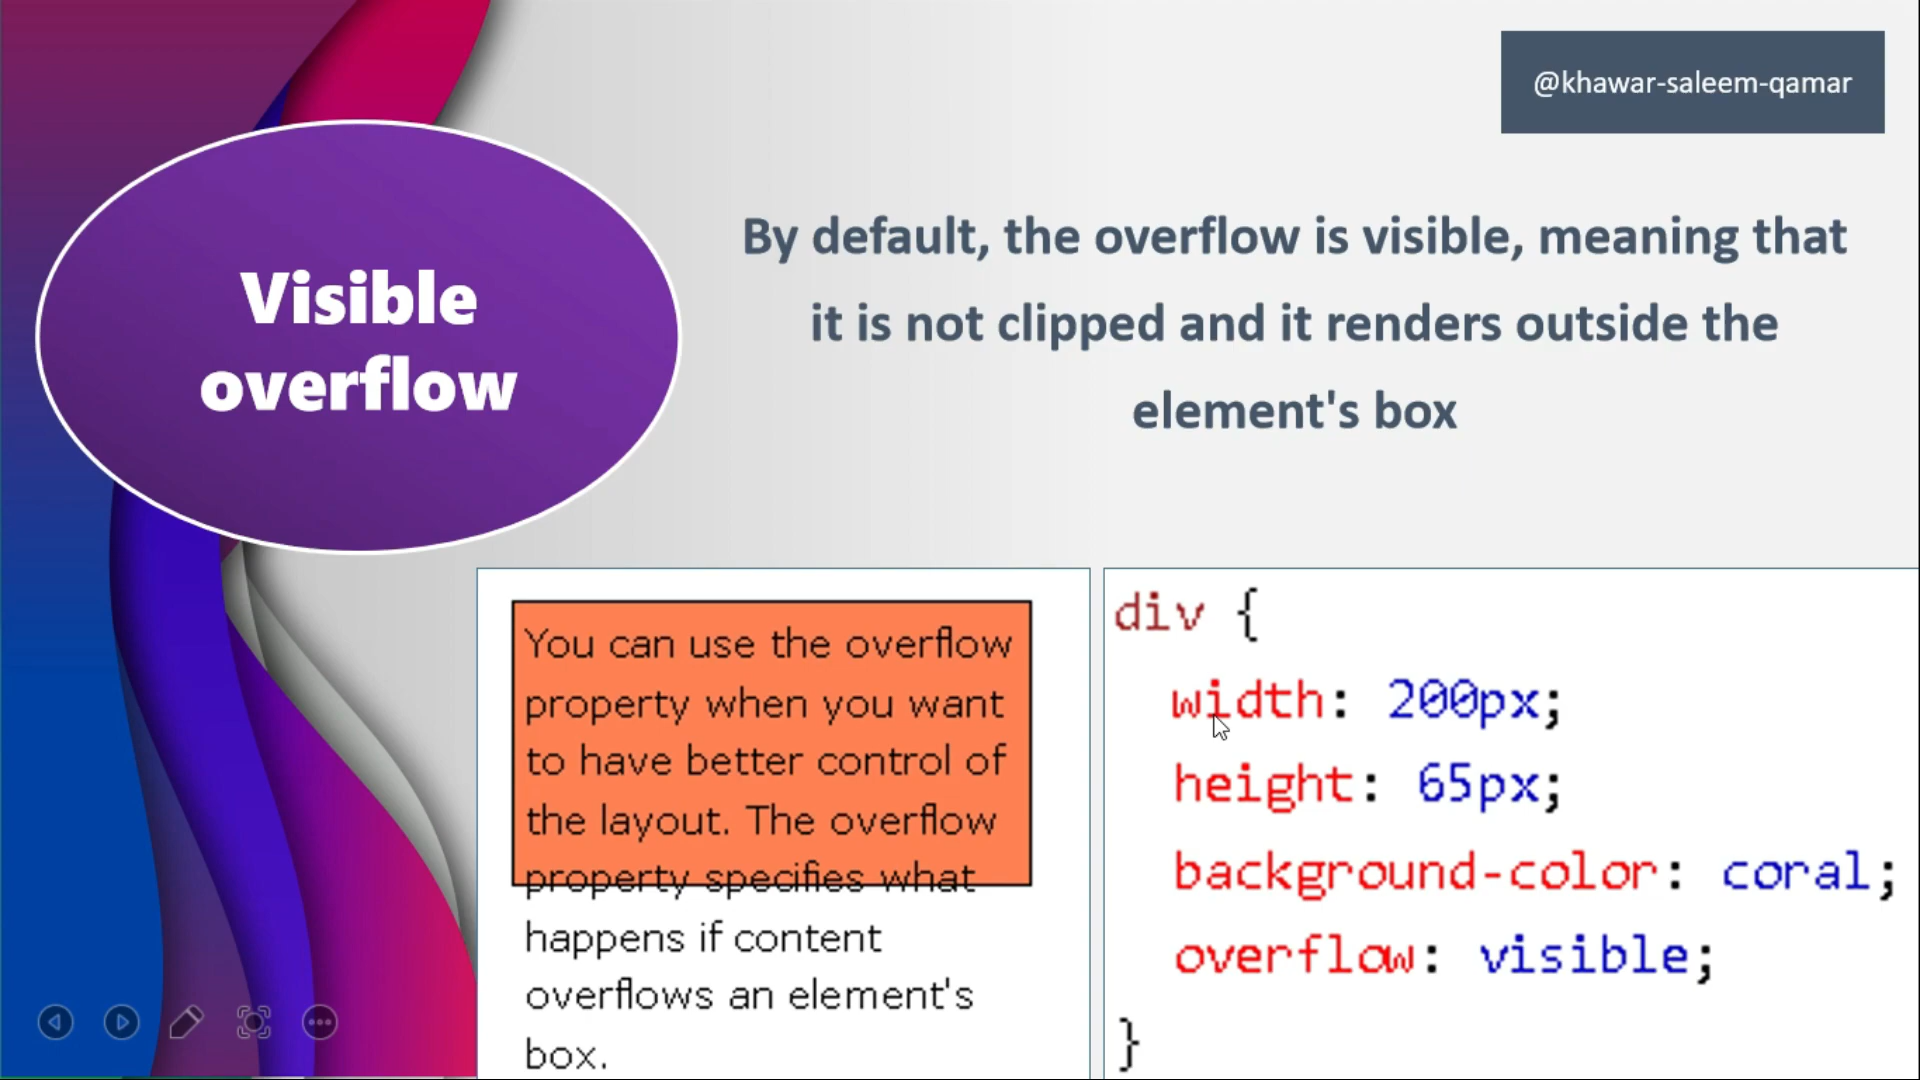 @khawar-saleem-qamar
Visible
overflow
By default, the overflow is visible, meaning that
it is not clipped and it renders outside the
element's box
You can use the overflow
property when you want
to have better control of
the layout. The overflow
property specifies what
happens if content
overflows an element's
box.
div {
width: 200px;
height: 65px;
background-color: coral;
overflow: visible;
}